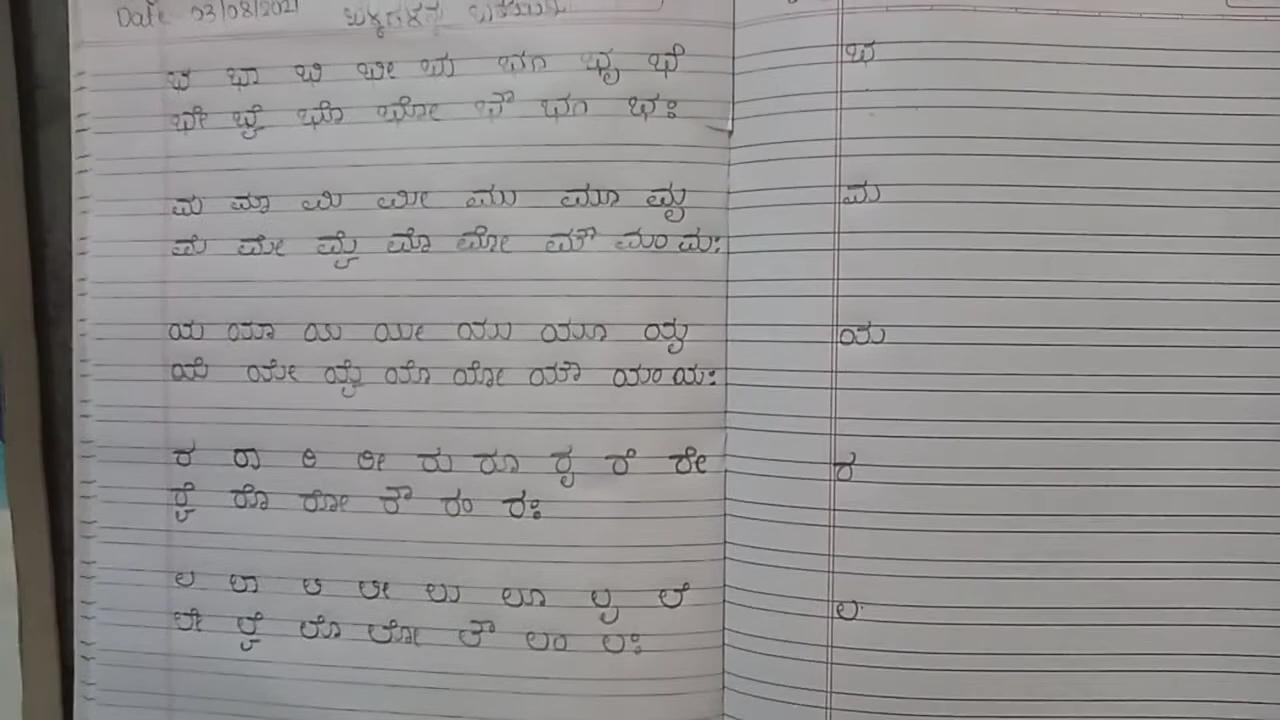 Date 03/08/2021
ಭ ಭಾ ಭಿ ಭೀ ಭು ಭೂ ಭೃ ಭೆ
ಭೇ ಭೈ ಭೊ ಭೋ ಭೌ ಭಂ ಭಃ
ಮ ಮಾ ಮಿ ಮೀ ಮು ಮೂ ಮೃ
ಮೆ ಮೇ ಮೈ ಮೊ ಮೋ ಮೌ ಮಂ ಮಃ
ಯ ಯಾ ಯಿ ಯೀ ಯು ಯೂ ಯೃ
ಯೆ ಯೇ ಯೈ ಯೊ ಯೋ ಯೌ ಯಂ ಯಃ
ರ ರಾ ರಿ ರೀ ರು ರೂ ರೃ ರೆ ರೇ
ರೈ ರೊ ರೋ ರೌ ರಂ ರಃ
ಲ ಲಾ ಲಿ ಲೀ ಲು ಲೂ ಲೃ ಲೆ
ಲೇ ಲೈ ಲೊ ಲೋ ಲೌ ಲಂ ಲಃ
ಭ
ಮ
ಯ
ರ
ಲ